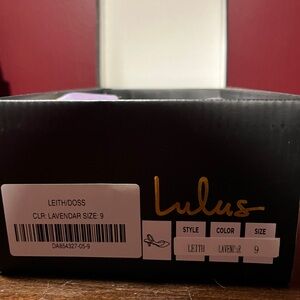 LEITH/DOSS
CLR: LAVENDAR SIZE: 9
DA854327-05-9
Lulus
STYLE COLOR SIZE
LEITH LAVENDAR 9